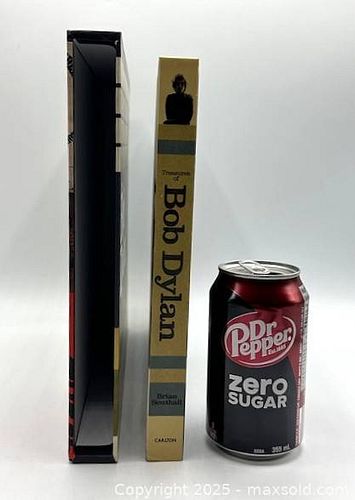 Treasures of
Bob Dylan
Brian
Southall
CARLTON
Dr
Pepper
EST. 1885
zero
SUGAR
355 mL
Copyright 2025 - maxsold.com